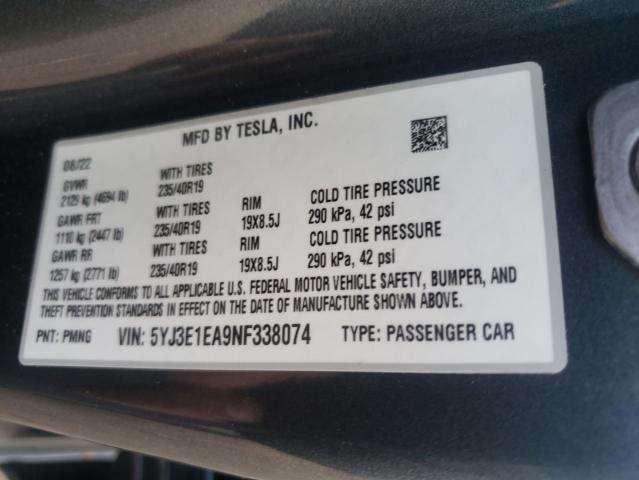 MFD BY TESLA, INC.
08/22
GVWR WITH TIRES
2129 kg (4694 lb) 235/40R19
GAWR FRT WITH TIRES RIM COLD TIRE PRESSURE
1110 kg (2447 lb) 235/40R19 19X8.5J 290 kPa, 42 psi
GAWR RR WITH TIRES RIM COLD TIRE PRESSURE
1257 kg (2771 lb) 235/40R19 19X8.5J 290 kPa, 42 psi
THIS VEHICLE CONFORMS TO ALL APPLICABLE U.S. FEDERAL MOTOR VEHICLE SAFETY, BUMPER, AND
THEFT PREVENTION STANDARDS IN EFFECT ON THE DATE OF MANUFACTURE SHOWN ABOVE.
PNT: PMNG VIN: 5YJ3E1EA9NF338074 TYPE: PASSENGER CAR